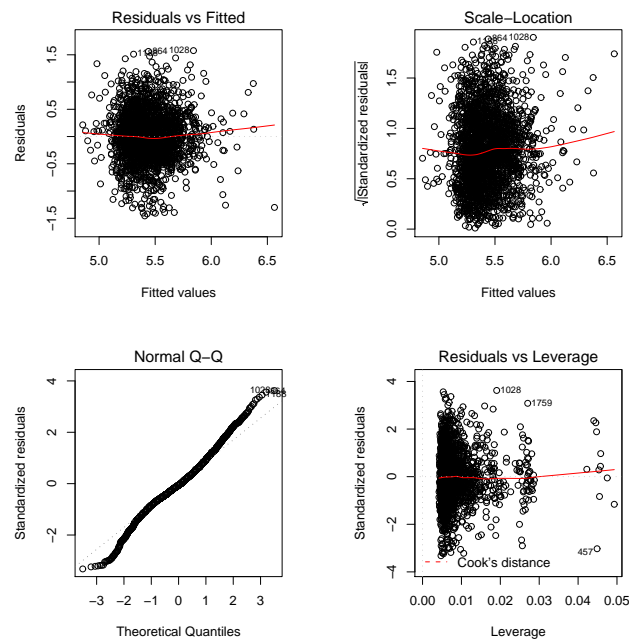 Residuals vs Fitted
Residuals
0.5
−0.5
−1.5
864
1028
5.0 5.5 6.0 6.5
Fitted values
Scale−Location
√|Standardized residuals|
1.5
1.0
0.5
0.0
1028
5.0 5.5 6.0 6.5
Fitted values
Normal Q−Q
Standardized residuals
4
2
0
−2
−3 −2 −1 0 1 2 3
Theoretical Quantiles
Residuals vs Leverage
Standardized residuals
4
2
0
−2
−4
1028
1759
457
Cook's distance
0.00 0.01 0.02 0.03 0.04 0.05
Leverage